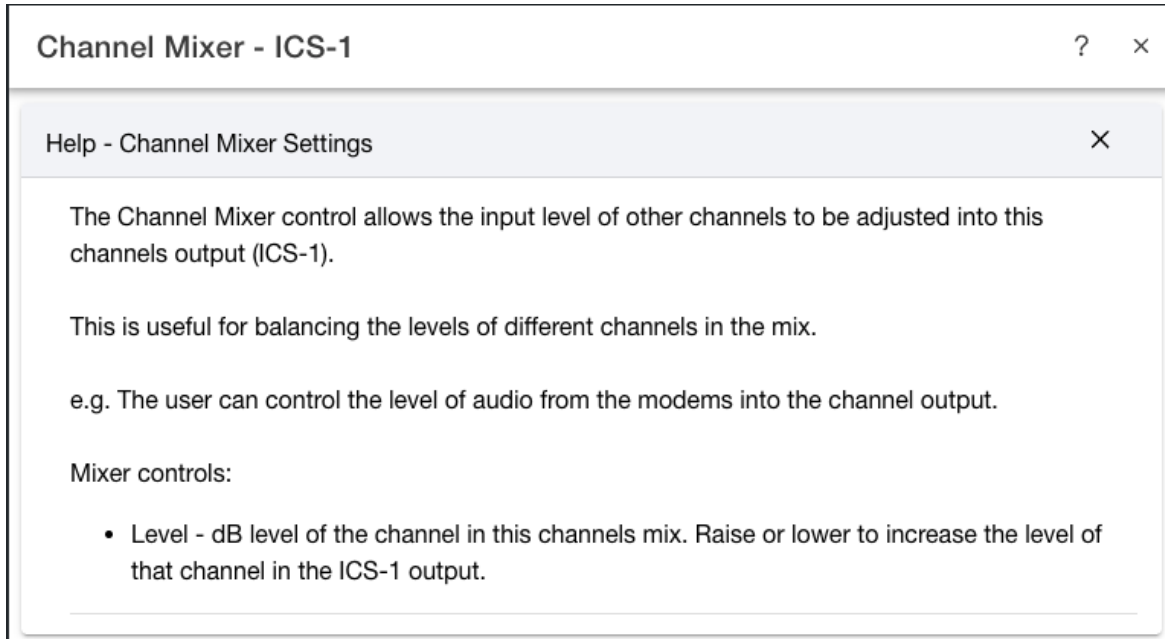 Channel Mixer - ICS-1 ? ×
Help - Channel Mixer Settings ×
The Channel Mixer control allows the input level of other channels to be adjusted into this
channels output (ICS-1).
This is useful for balancing the levels of different channels in the mix.
e.g. The user can control the level of audio from the modems into the channel output.
Mixer controls:
• Level - dB level of the channel in this channels mix. Raise or lower to increase the level of
that channel in the ICS-1 output.